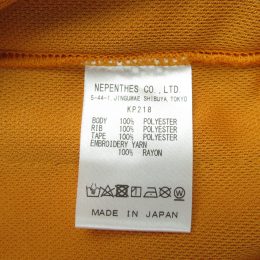 NEPENTHES CO.,LTD
5-44-1 JINGUMAE SHIBUYA TOKYO
KP218
BODY 100% POLYESTER
RIB 100% POLYESTER
TAPE 100% POLYESTER
EMBROIDERY YARN
100% RAYON
MADE IN JAPAN